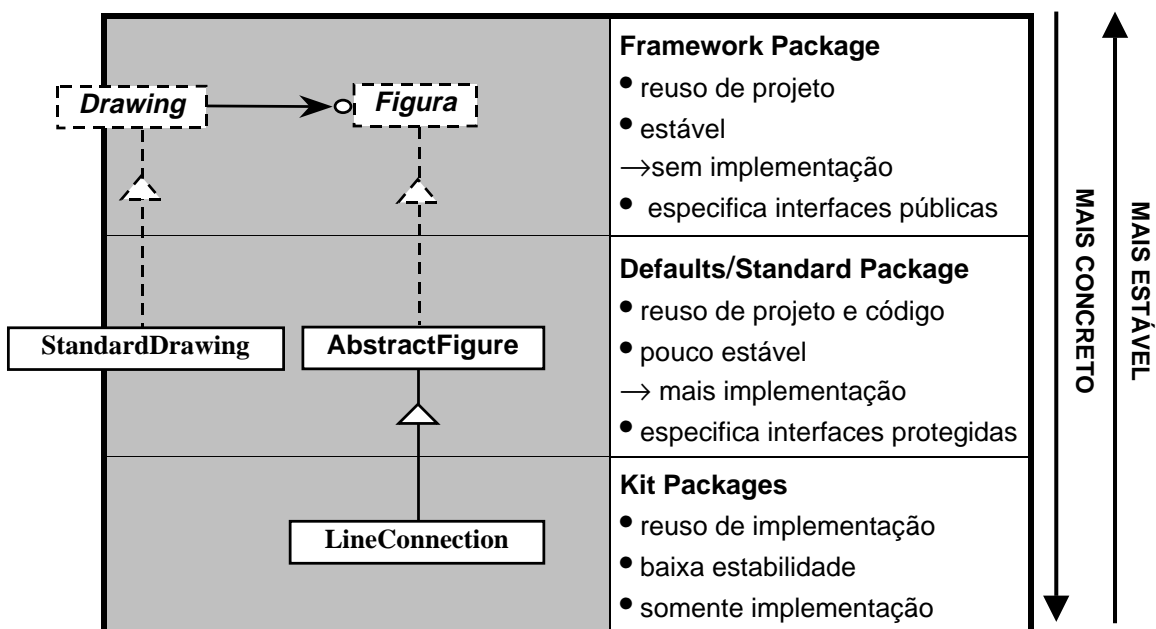 Framework Package
• reuso de projeto
• estável
→sem implementação
• especifica interfaces públicas
Drawing
Figura
Defaults/Standard Package
• reuso de projeto e código
• pouco estável
→ mais implementação
• especifica interfaces protegidas
StandardDrawing
AbstractFigure
Kit Packages
• reuso de implementação
• baixa estabilidade
• somente implementação
LineConnection
MAIS CONCRETO
MAIS ESTÁVEL